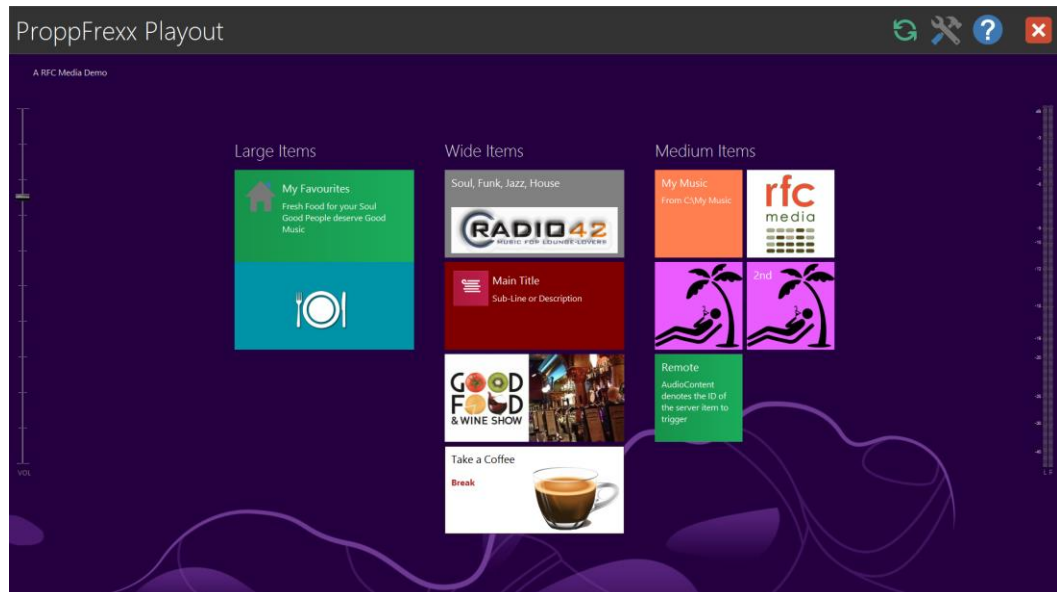 ProppFrexx Playout
A RFC Media Demo
Large Items
Wide Items
Medium Items
My Favourites
Fresh Food for your Soul
Good People deserve Good
Music
Soul, Funk, Jazz, House
RADIO42
MUSIC FOR LOUNGE-LOVERS
Main Title
Sub-Line or Description
GOOD
FOOD
& WINE SHOW
Take a Coffee
Break
My Music
From C:\My Music
rfc
media
2nd
Remote
AudioContent
denotes the ID of
the server item to
trigger
VOL